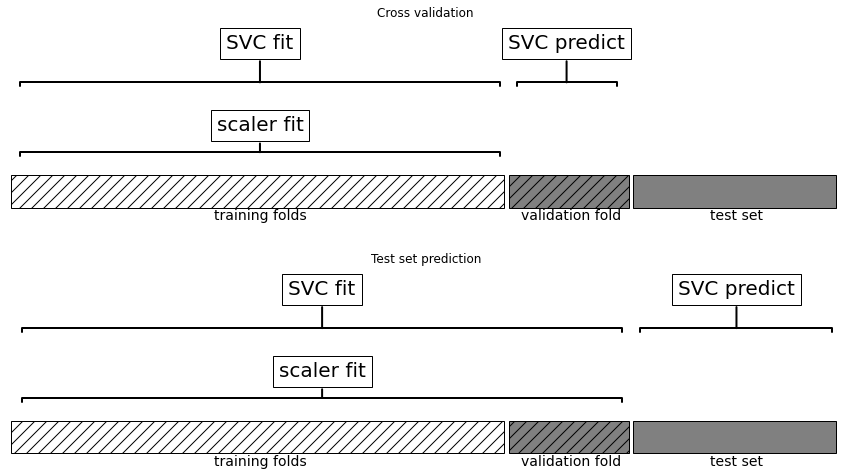 Cross validation
SVC fit
SVC predict
scaler fit
training folds
validation fold
test set
Test set prediction
SVC fit
SVC predict
scaler fit
training folds
validation fold
test set